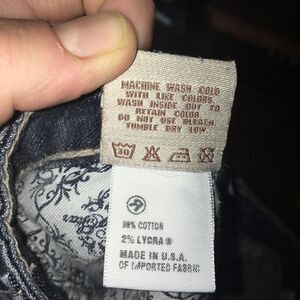 MACHINE WASH COLD
WITH LIKE COLORS.
WASH INSIDE OUT TO
RETAIN COLOR.
DO NOT USE BLEACH.
TUMBLE DRY LOW.
30
98% COTTON
2% LYCRA ®
MADE IN U.S.A.
OF IMPORTED FABRIC